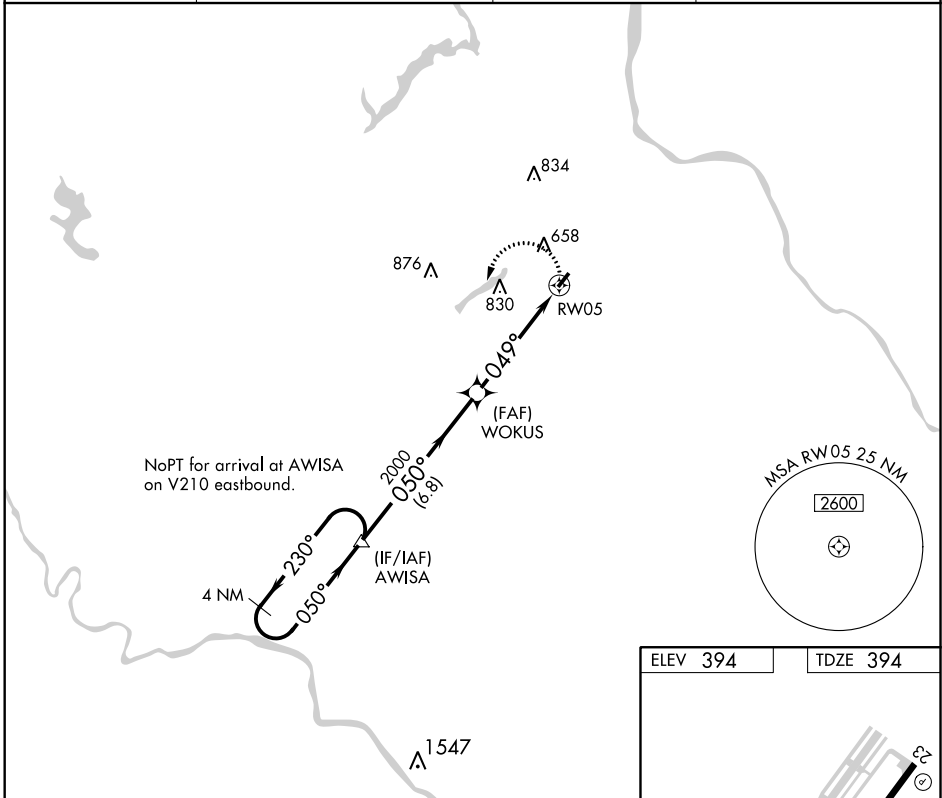 834
658
876
830
RW05
049°
(FAF)
WOKUS
NoPT for arrival at AWISA
on V210 eastbound.
2000
050°
(6.8)
MSA RW05 25 NM
2600
230°
(IF/IAF)
AWISA
4 NM
050°
ELEV 394
TDZE 394
1547
23
P